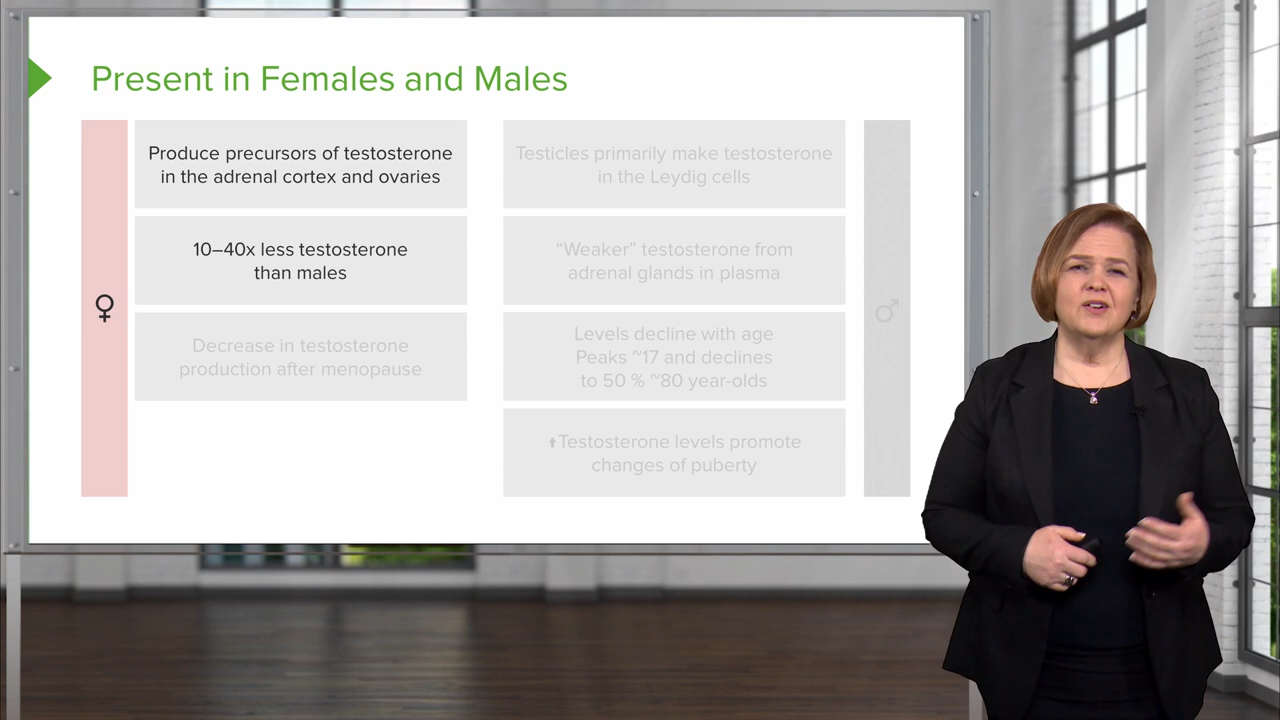 Present in Females and Males
Produce precursors of testosterone
in the adrenal cortex and ovaries
10–40x less testosterone
than males
Decrease in testosterone
production after menopause
Testicles primarily make testosterone
in the Leydig cells
“Weaker” testosterone from
adrenal glands in plasma
Levels decline with age
Peaks ~17 and declines
to 50 % ~80 year-olds
⬆Testosterone levels promote
changes of puberty